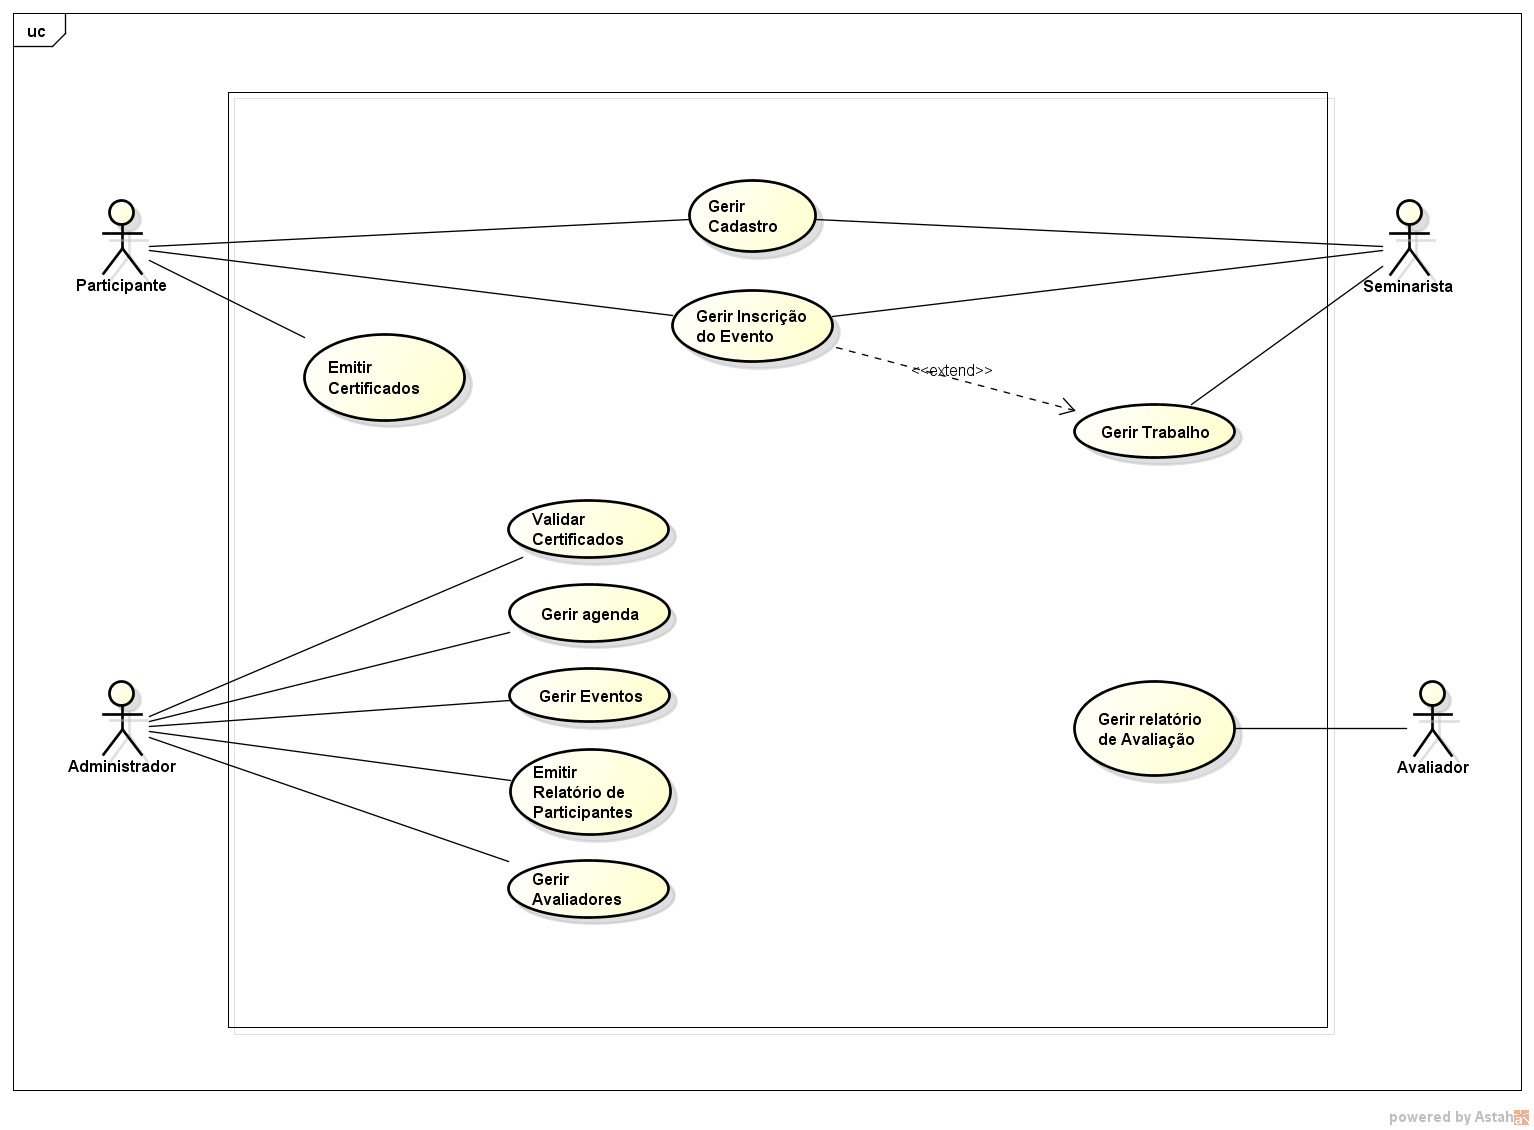 uc
Gerir
Cadastro
Participante
Seminarista
Gerir Inscrição
do Evento
Emitir
Certificados
<<extend>>
Gerir Trabalho
Validar
Certificados
Gerir agenda
Gerir Eventos
Administrador
Emitir
Relatório de
Participantes
Gerir
Avaliadores
Gerir relatório
de Avaliação
Avaliador
powered by Astah